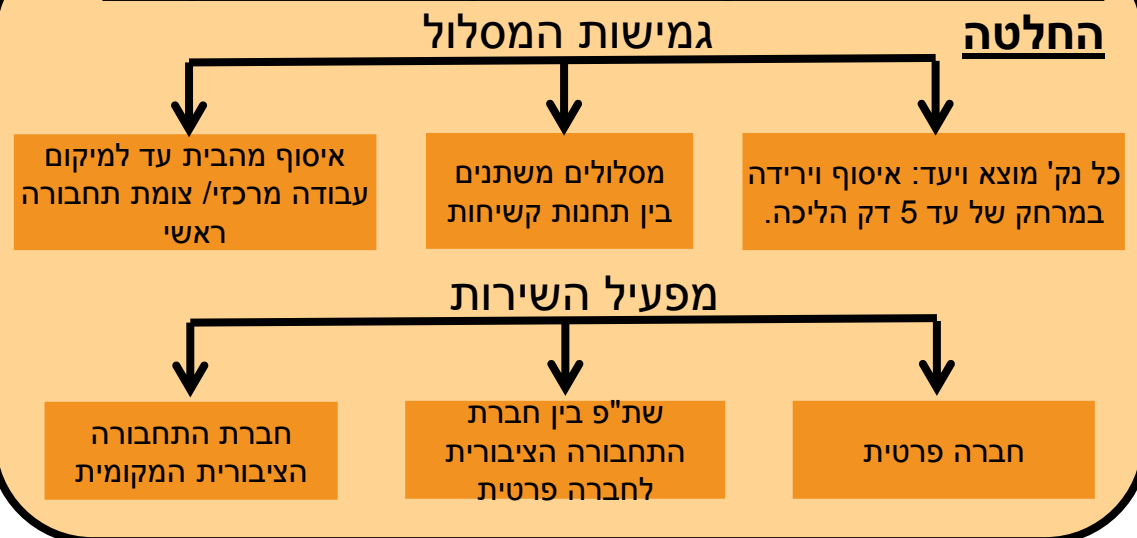 החלטה
גמישות המסלול
כל נק' מוצא ויעד: איסוף וירידה
במרחק של עד 5 דק הליכה.
מסלולים משתנים
בין תחנות קשיחות
איסוף מהבית עד למיקום
עבודה מרכזי/ צומת תחבורה
ראשי
מפעיל השירות
חברה פרטית
שת"פ בין חברת
התחבורה הציבורית
לחברה פרטית
חברת התחבורה
הציבורית המקומית